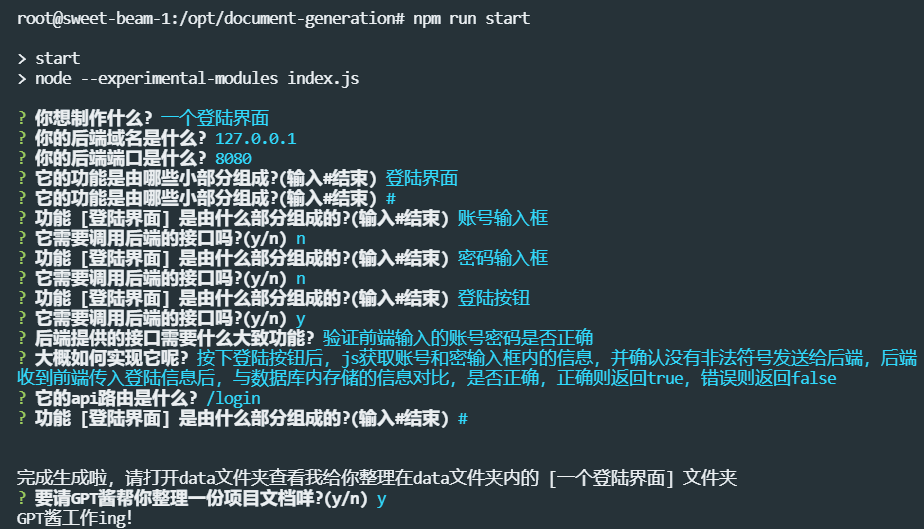 root@sweet-beam-1:/opt/document-generation# npm run start
> start
> node --experimental-modules index.js
? 你想制作什么? 一个登陆界面
? 你的后端域名是什么? 127.0.0.1
? 你的后端端口是什么? 8080
? 它的功能是由哪些小部分组成?(输入#结束) 登陆界面
? 它的功能是由哪些小部分组成?(输入#结束) #
? 功能 [登陆界面] 是由什么部分组成的?(输入#结束) 账号输入框
? 它需要调用后端的接口吗?(y/n) n
? 功能 [登陆界面] 是由什么部分组成的?(输入#结束) 密码输入框
? 它需要调用后端的接口吗?(y/n) n
? 功能 [登陆界面] 是由什么部分组成的?(输入#结束) 登陆按钮
? 它需要调用后端的接口吗?(y/n) y
? 后端提供的接口需要什么大致功能? 验证前端输入的账号密码是否正确
? 大概如何实现它呢? 按下登陆按钮后，js获取账号和密输入框内的信息，并确认没有非法符号发送给后端，后端
收到前端传入登陆信息后，与数据库内存储的信息对比，是否正确，正确则返回true，错误则返回false
? 它的api路由是什么? /login
? 功能 [登陆界面] 是由什么部分组成的?(输入#结束) #
完成生成啦，请打开data文件夹查看我给你整理在data文件夹内的 [一个登陆界面] 文件夹
? 要请GPT酱帮你整理一份项目文档咩?(y/n) y
GPT酱工作ing!